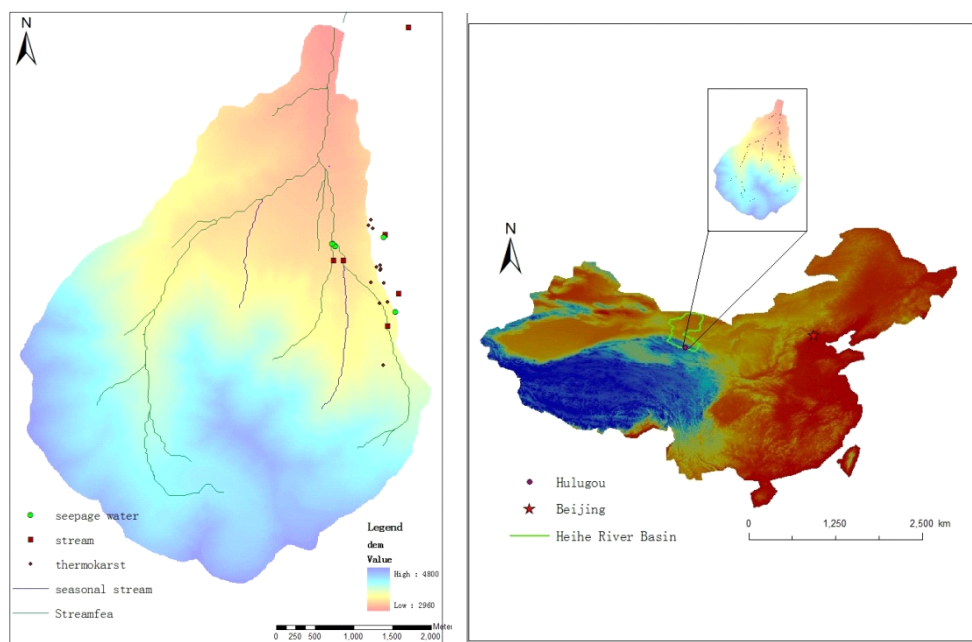 N
seepage water
stream
thermokarst
seasonal stream
Streamfea
Legend
dem
Value
High : 4800
Low : 2960
Meter
0 250 500 1,000 1,500 2,000
N
Hulugou
Beijing
Heihe River Basin
0 1,250 2,500 km